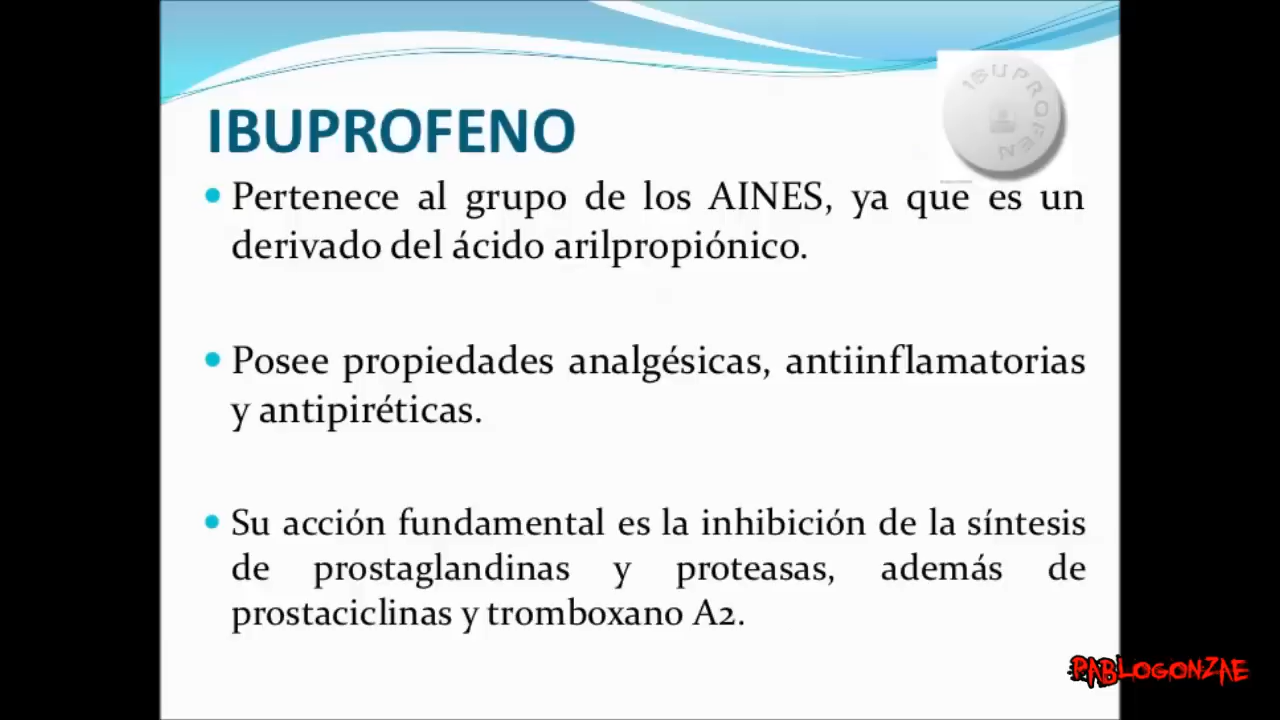 IBUPROFENO
IBUPROFEN
• Pertenece al grupo de los AINES, ya que es un
derivado del ácido arilpropiónico.
• Posee propiedades analgésicas, antiinflamatorias
y antipiréticas.
• Su acción fundamental es la inhibición de la síntesis
de prostaglandinas y proteasas, además de
prostaciclinas y tromboxano A2.
PABLOGONZAE